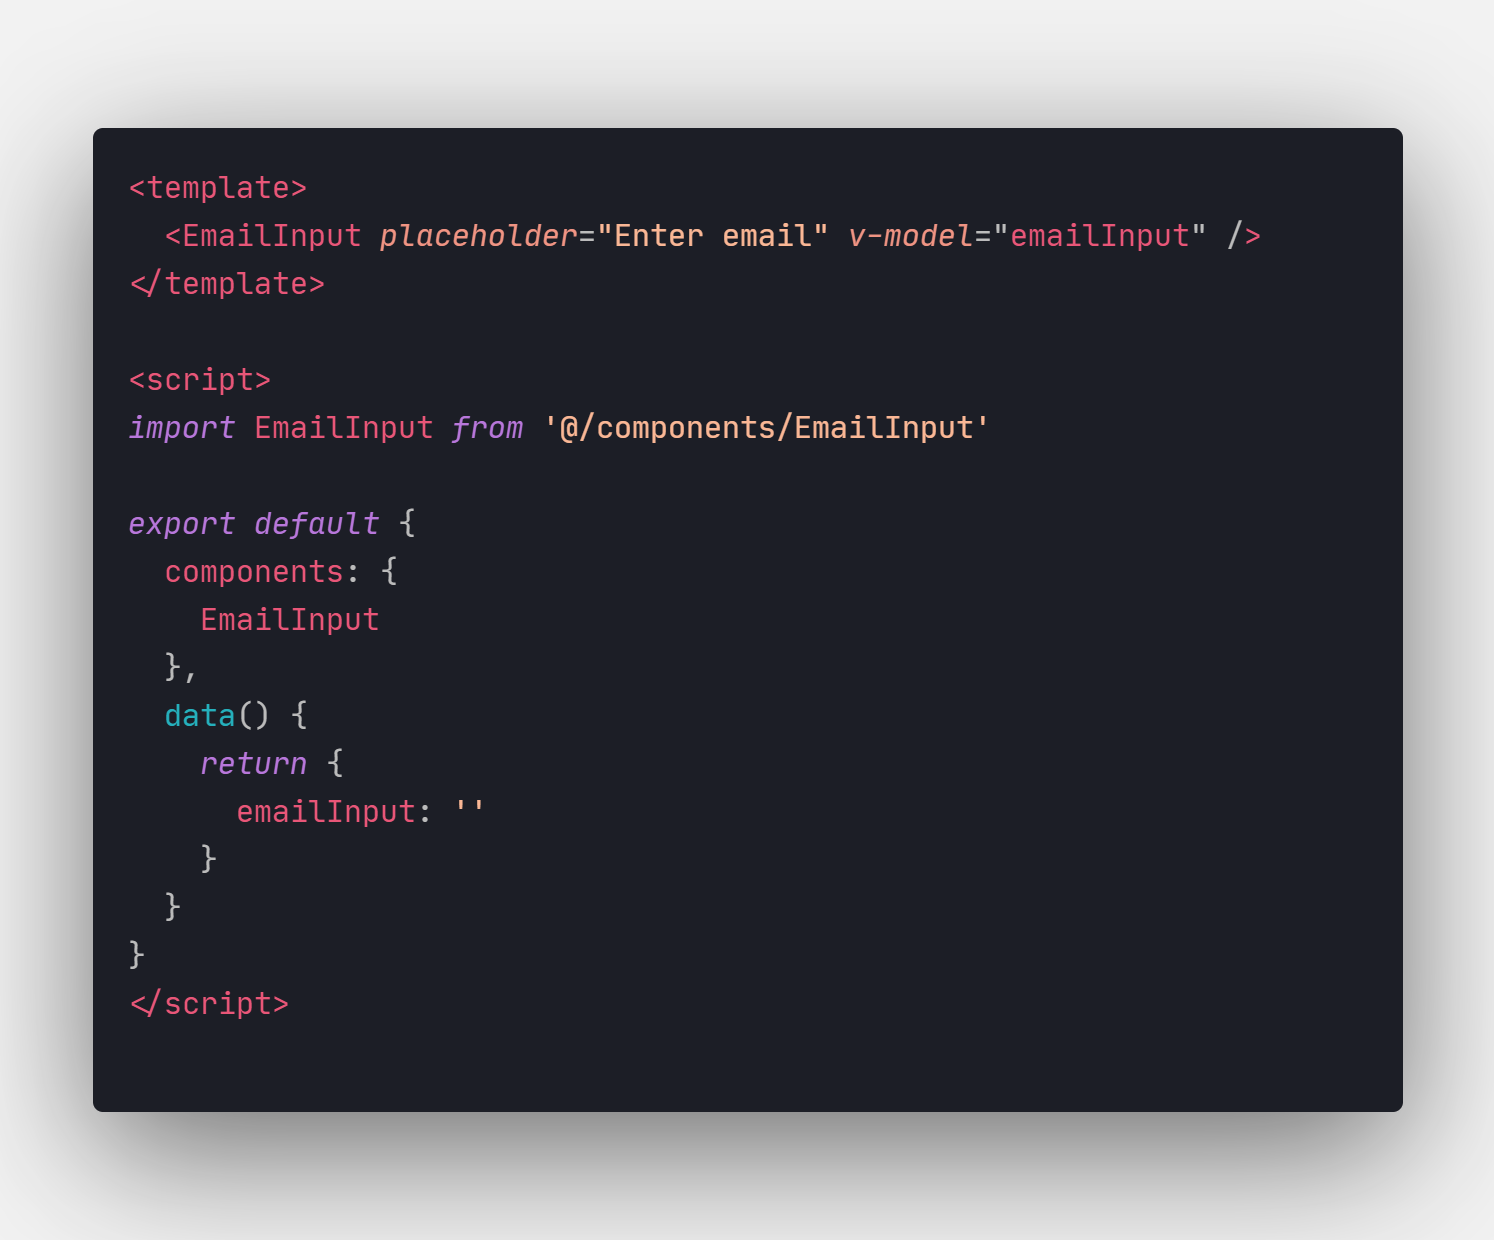 <template>
  <EmailInput placeholder="Enter email" v-model="emailInput" />
</template>

<script>
import EmailInput from '@/components/EmailInput'

export default {
  components: {
    EmailInput
  },
  data() {
    return {
      emailInput: ''
    }
  }
}
</script>